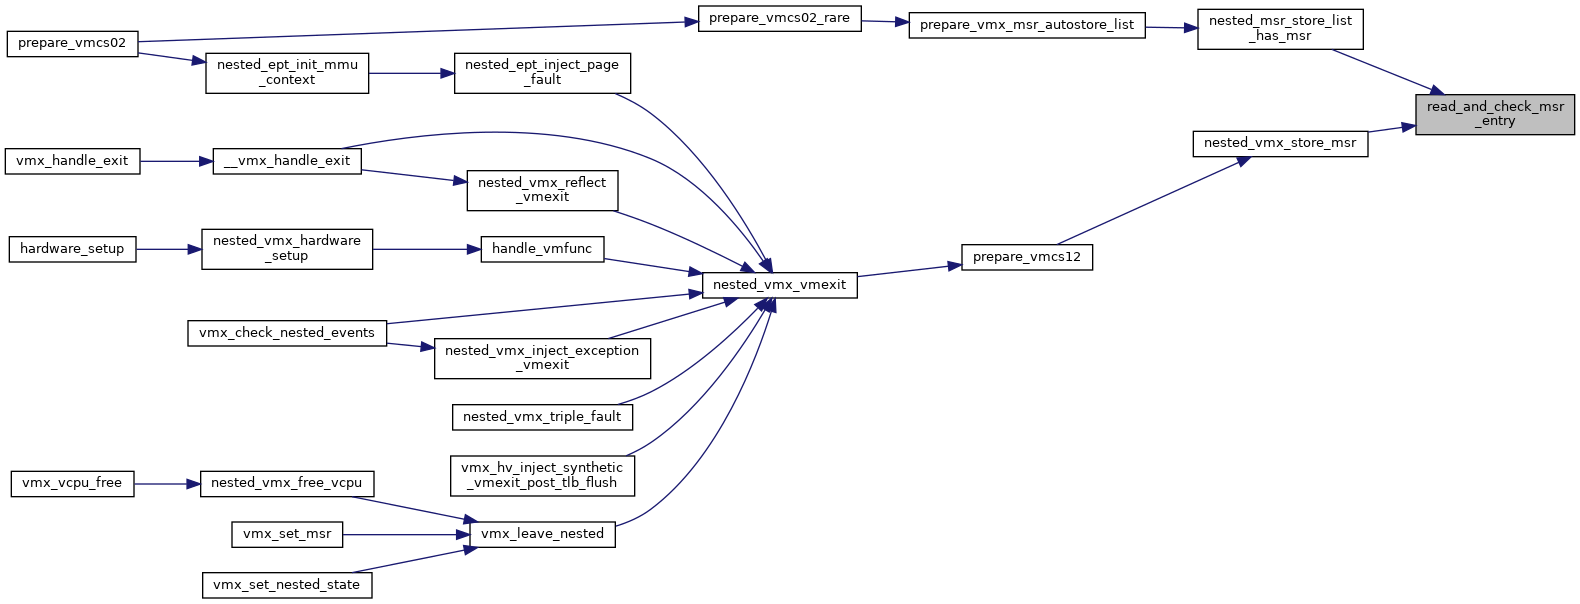 prepare_vmcs02
nested_ept_init_mmu
_context
nested_ept_inject_page
_fault
prepare_vmcs02_rare
prepare_vmx_msr_autostore_list
nested_msr_store_list
_has_msr
read_and_check_msr
_entry
nested_vmx_store_msr
vmx_handle_exit
__vmx_handle_exit
nested_vmx_reflect
_vmexit
hardware_setup
nested_vmx_hardware
_setup
handle_vmfunc
prepare_vmcs12
nested_vmx_vmexit
vmx_check_nested_events
nested_vmx_inject_exception
_vmexit
nested_vmx_triple_fault
vmx_hv_inject_synthetic
_vmexit_post_tlb_flush
vmx_vcpu_free
nested_vmx_free_vcpu
vmx_set_msr
vmx_leave_nested
vmx_set_nested_state